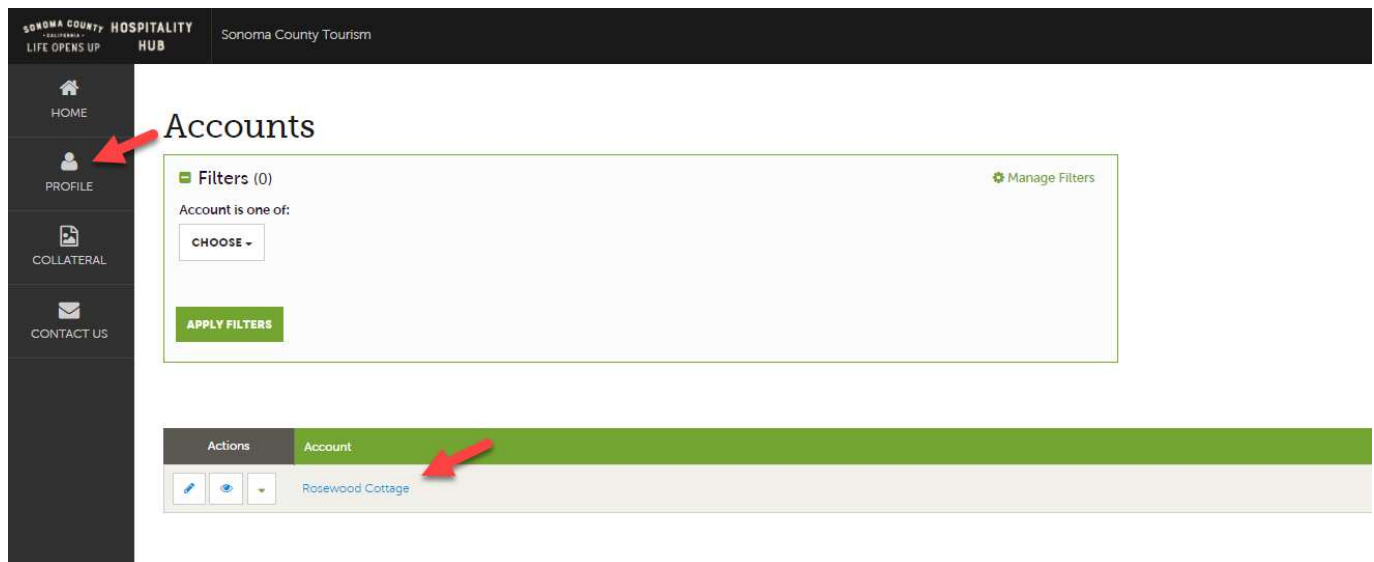 SONOMA COUNTY
-CALIFORNIA-
LIFE OPENS UP
HOSPITALITY
HUB
Sonoma County Tourism
HOME
PROFILE
COLLATERAL
CONTACT US
Accounts
Filters (0)
Manage Filters
Account is one of:
CHOOSE
APPLY FILTERS
Actions Account
Rosewood Cottage